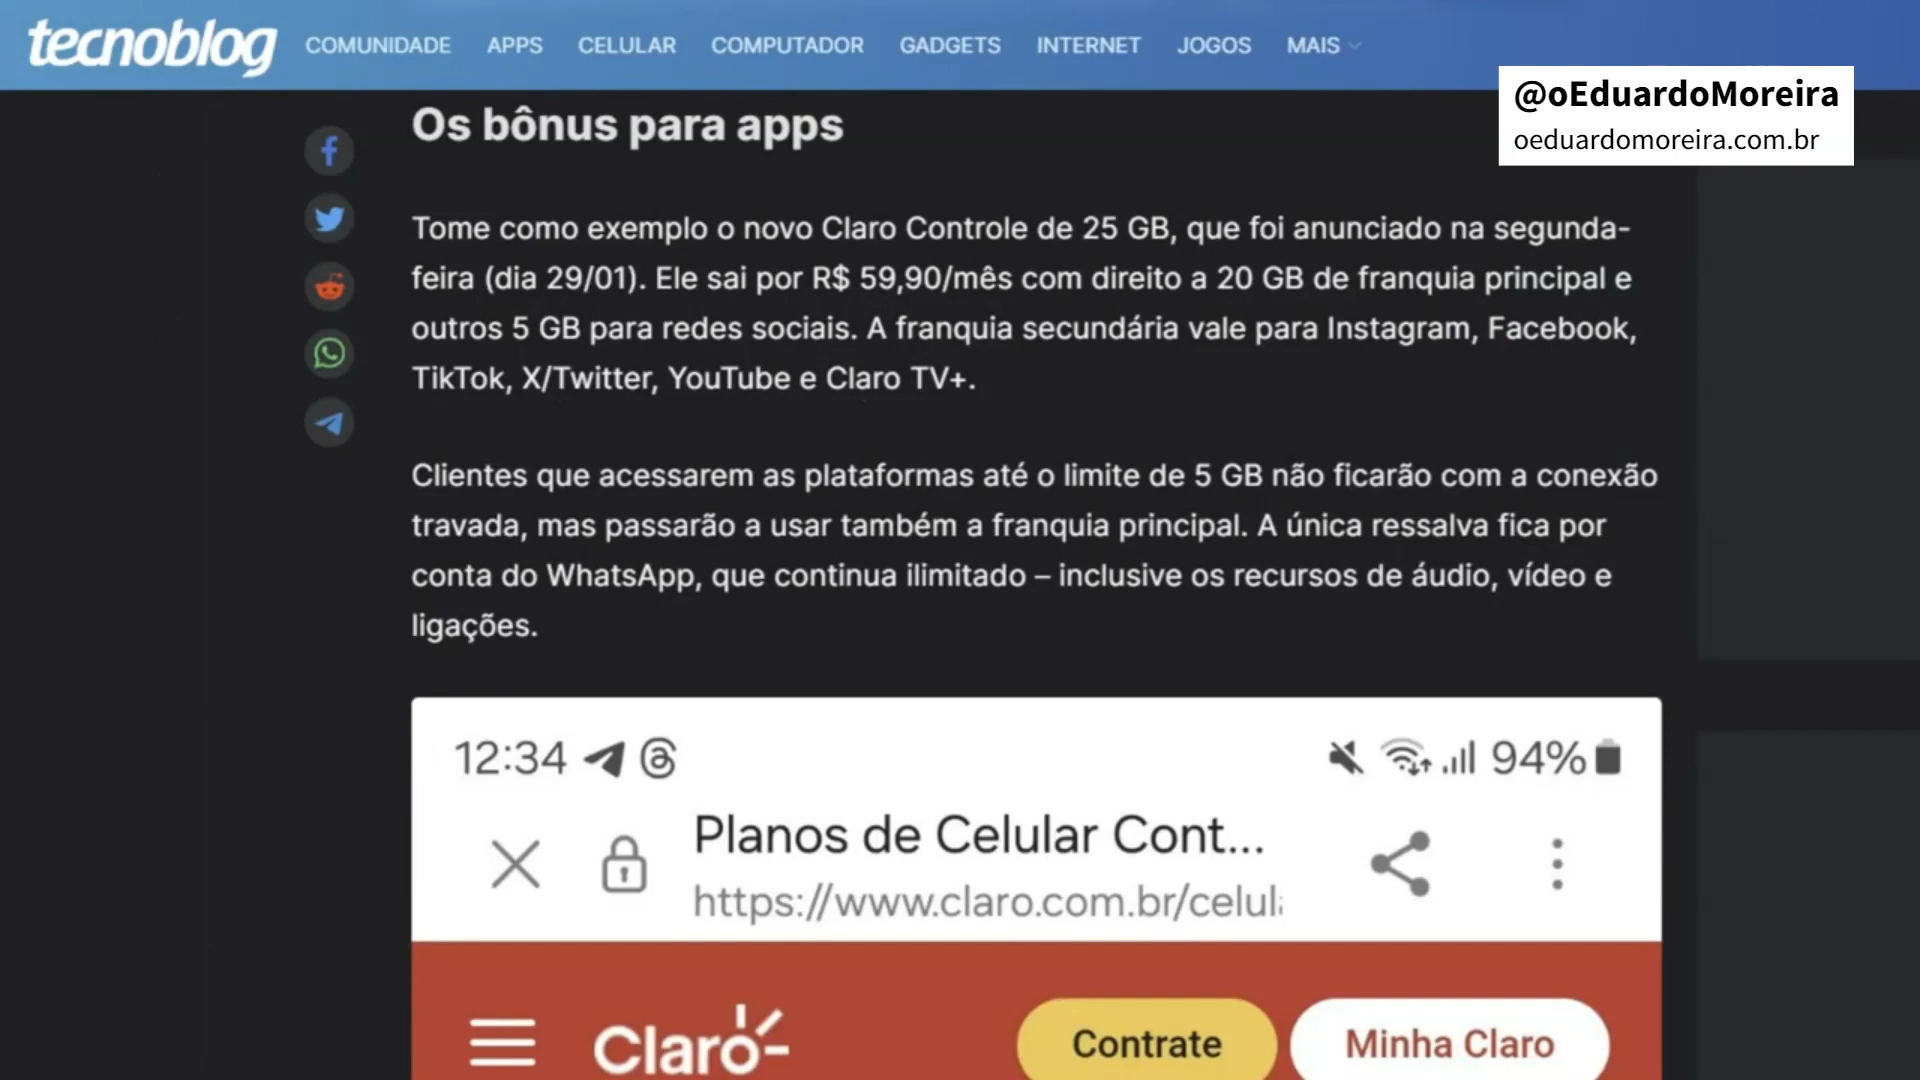 tecnoblog COMUNIDADE APPS CELULAR COMPUTADOR GADGETS INTERNET JOGOS MAIS
@oEduardoMoreira
oeduardomoreira.com.br
Os bônus para apps
Tome como exemplo o novo Claro Controle de 25 GB, que foi anunciado na segunda-
feira (dia 29/01). Ele sai por R$ 59,90/mês com direito a 20 GB de franquia principal e
outros 5 GB para redes sociais. A franquia secundária vale para Instagram, Facebook,
TikTok, X/Twitter, YouTube e Claro TV+.
Clientes que acessarem as plataformas até o limite de 5 GB não ficarão com a conexão
travada, mas passarão a usar também a franquia principal. A única ressalva fica por
conta do WhatsApp, que continua ilimitado – inclusive os recursos de áudio, vídeo e
ligações.
12:34 94%
Planos de Celular Cont...
https://www.claro.com.br/celul
Claro Contrate Minha Claro